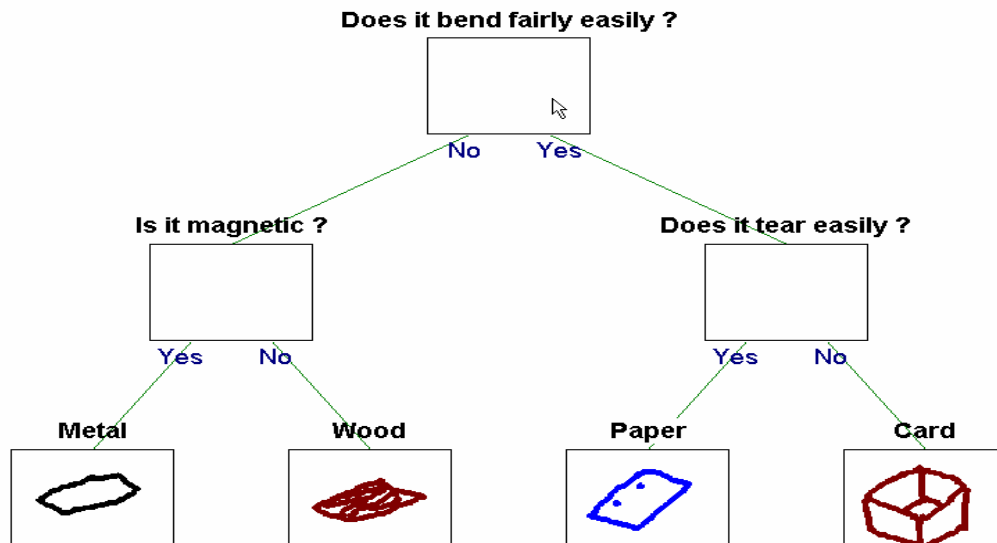 Does it bend fairly easily ?
No Yes
Is it magnetic ? Does it tear easily ?
Yes No Yes No
Metal Wood Paper Card